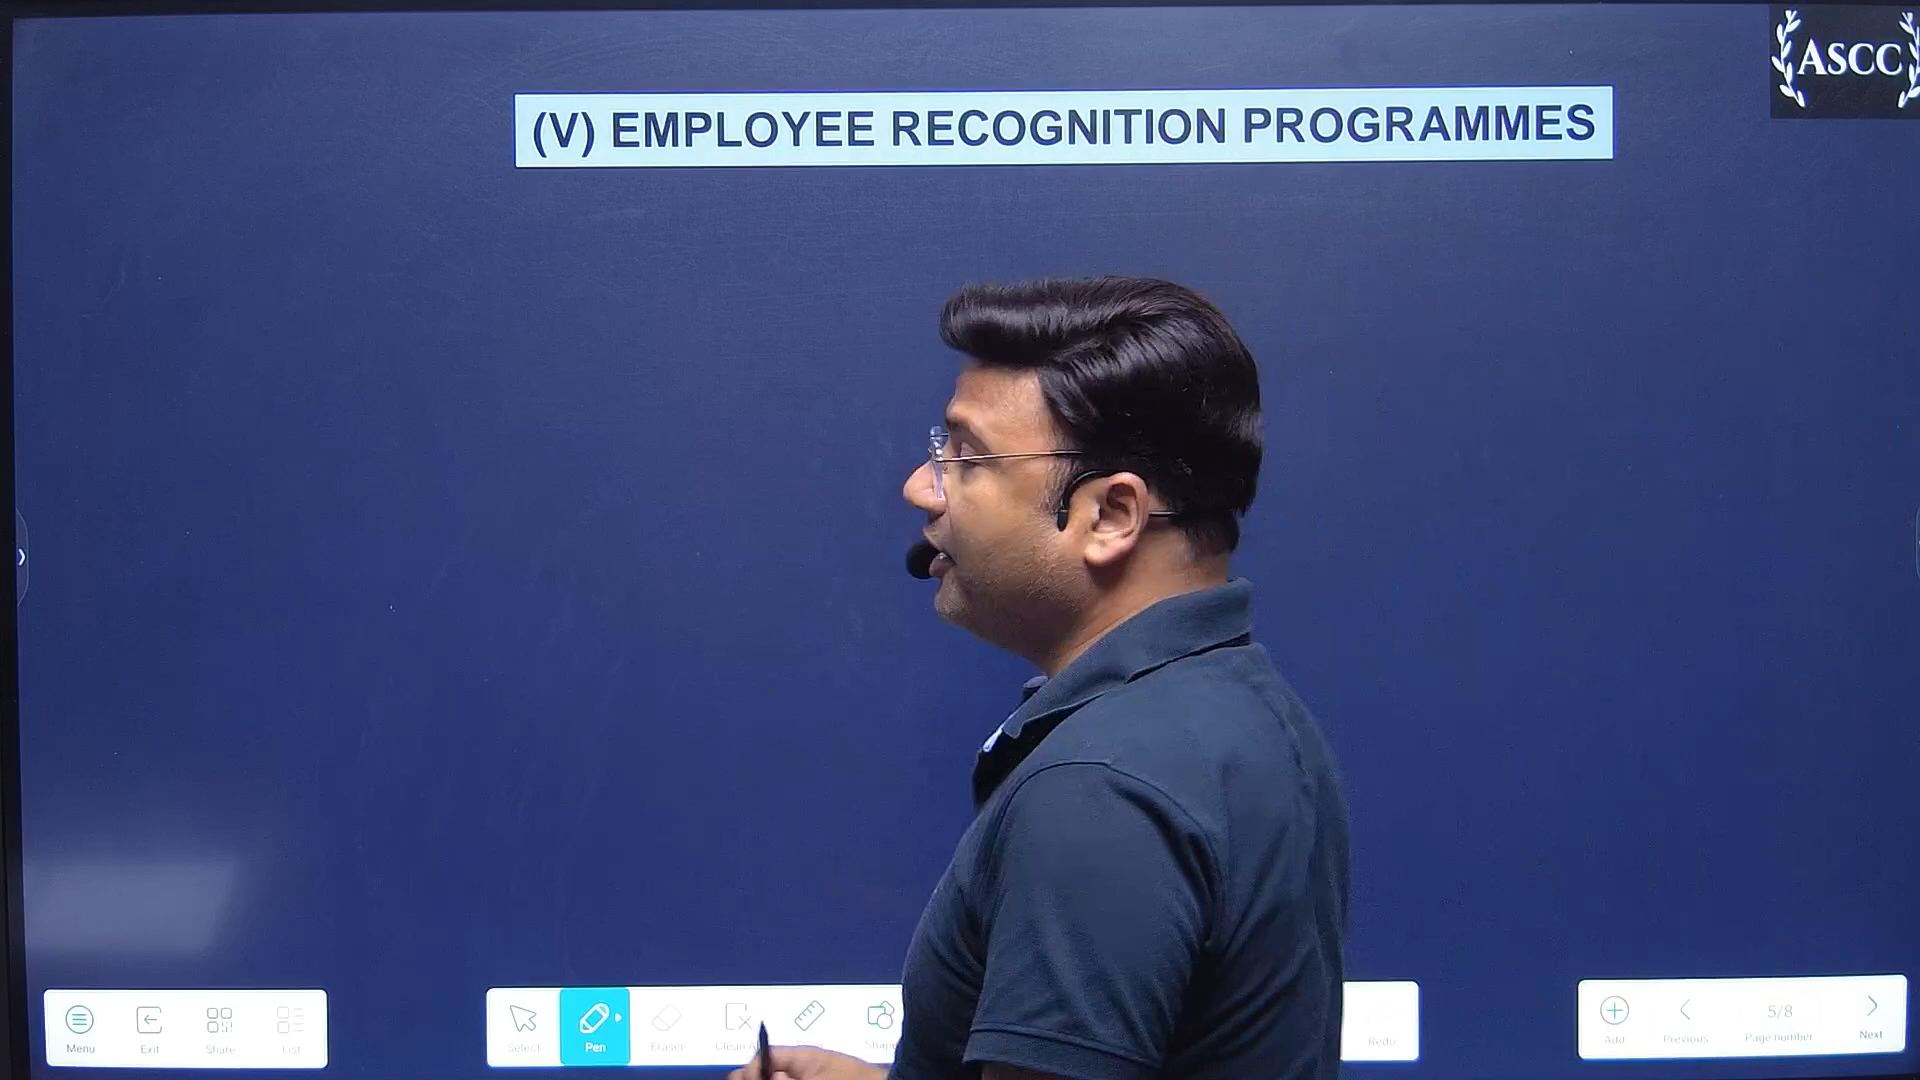 ASCC
(V) EMPLOYEE RECOGNITION PROGRAMMES
Menu
Exit
Share
List
Select
Pen
Eraser
Redo
Add
Previous
5/8
Page number
Next